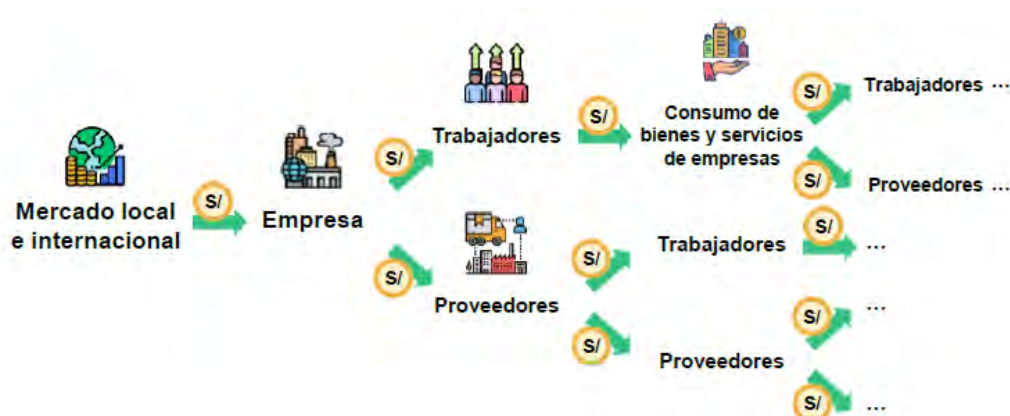 S/
Trabajadores ...
Trabajadores
S/
Consumo de
bienes y servicios
de empresas
S/
S/
Proveedores ...
Mercado local
e internacional
S/
Empresa
S/
Proveedores
S/
Trabajadores
S/
...
S/
Proveedores
S/
...
S/
...